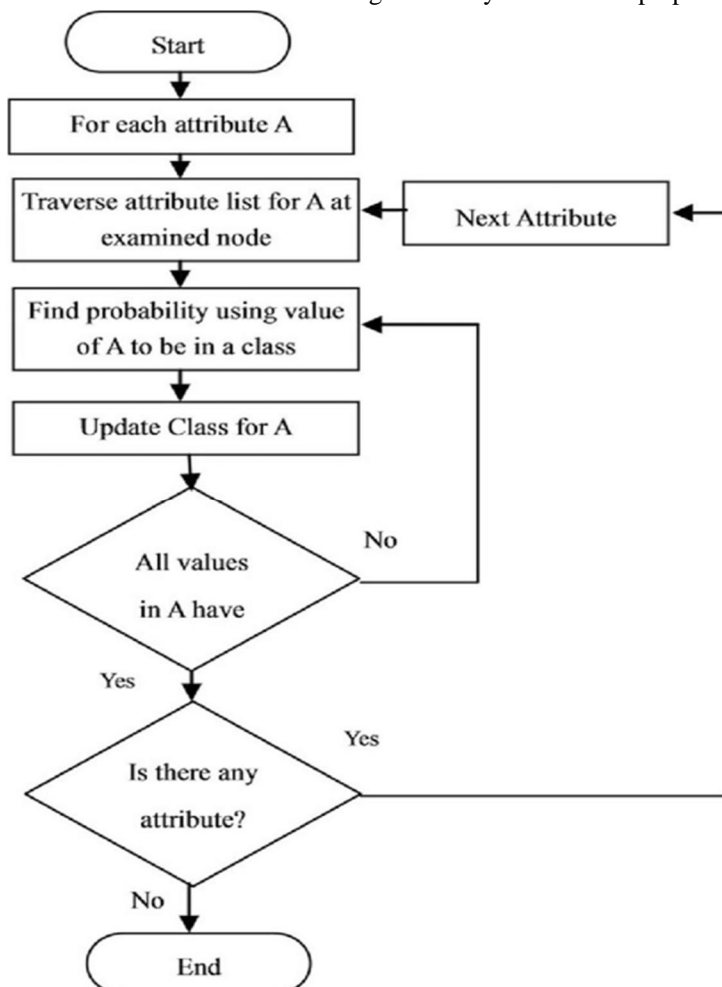 Start
For each attribute A
Traverse attribute list for A at
examined node
Next Attribute
Find probability using value
of A to be in a class
Update Class for A
All values
in A have
No
Yes
Is there any
attribute?
Yes
No
End